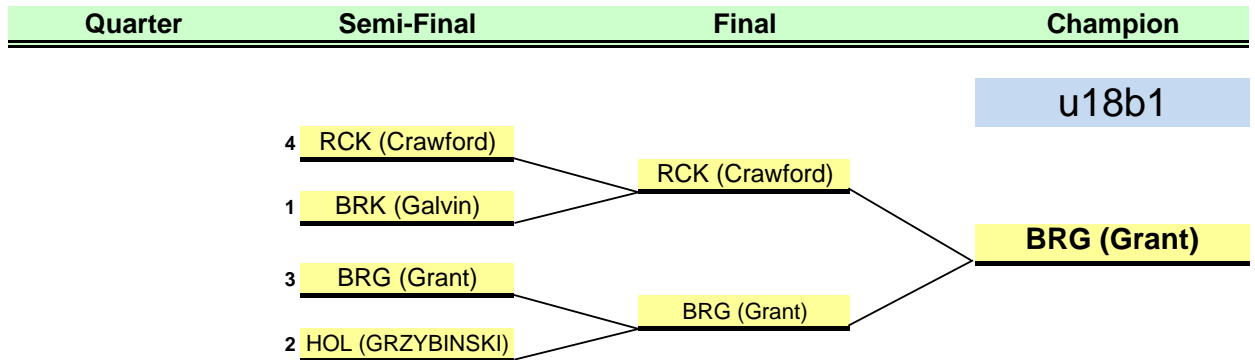 Quarter Semi-Final Final Champion
u18b1
4 RCK (Crawford)
RCK (Crawford)
1 BRK (Galvin)
BRG (Grant)
3 BRG (Grant)
BRG (Grant)
2 HOL (GRZYBINSKI)